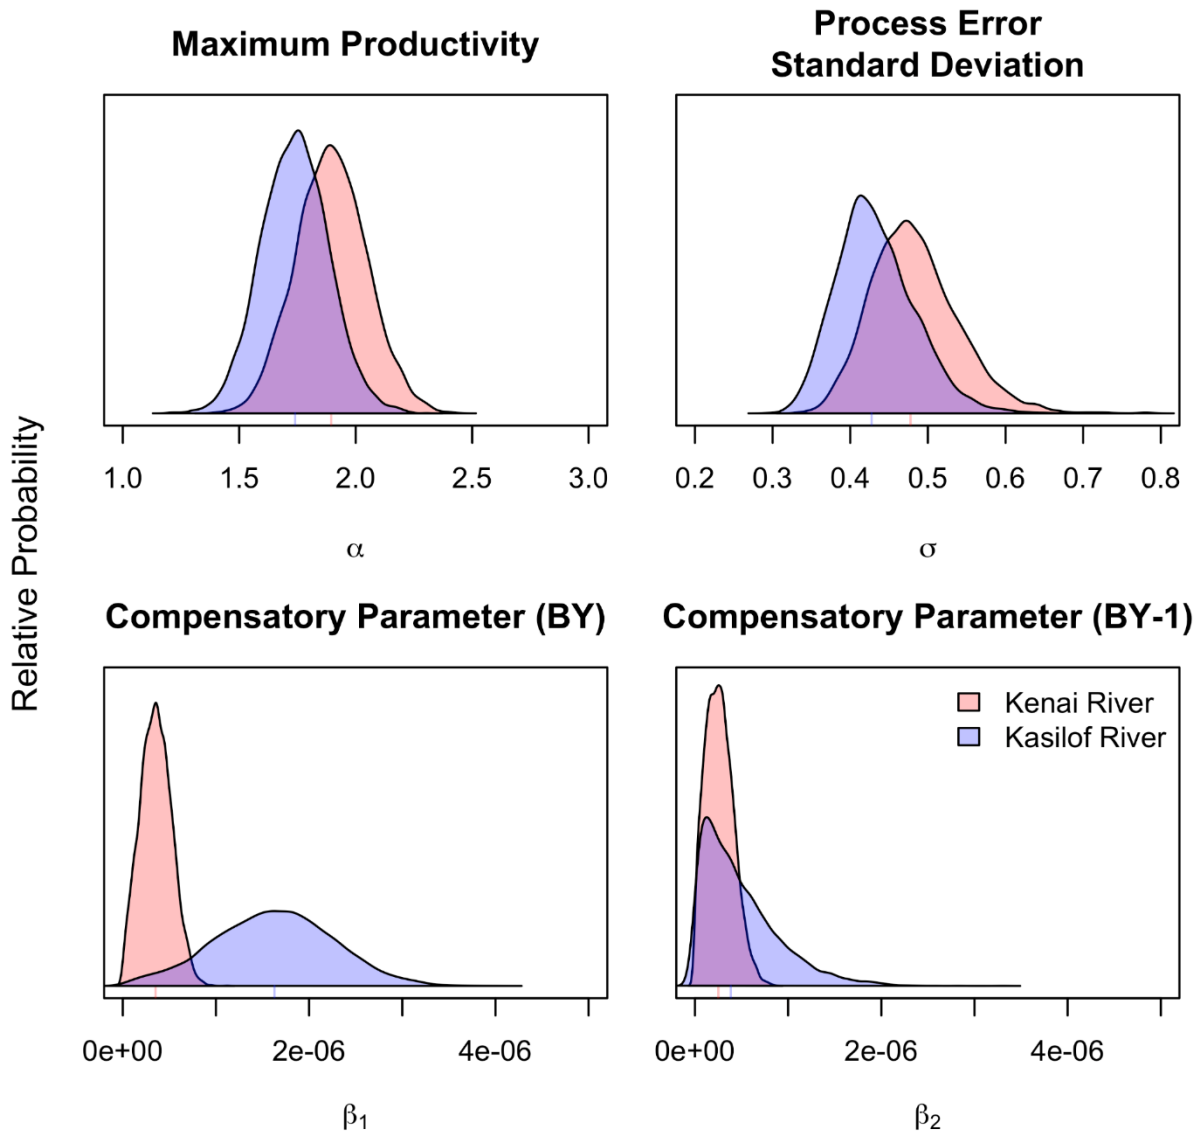 Maximum Productivity
Process Error
Standard Deviation
Relative Probability
1.0 1.5 2.0 2.5 3.0
0.2 0.3 0.4 0.5 0.6 0.7 0.8
α
σ
Compensatory Parameter (BY)
Compensatory Parameter (BY-1)
Kenai River
Kasilof River
0e+00 2e-06 4e-06
0e+00 2e-06 4e-06
β₁
β₂